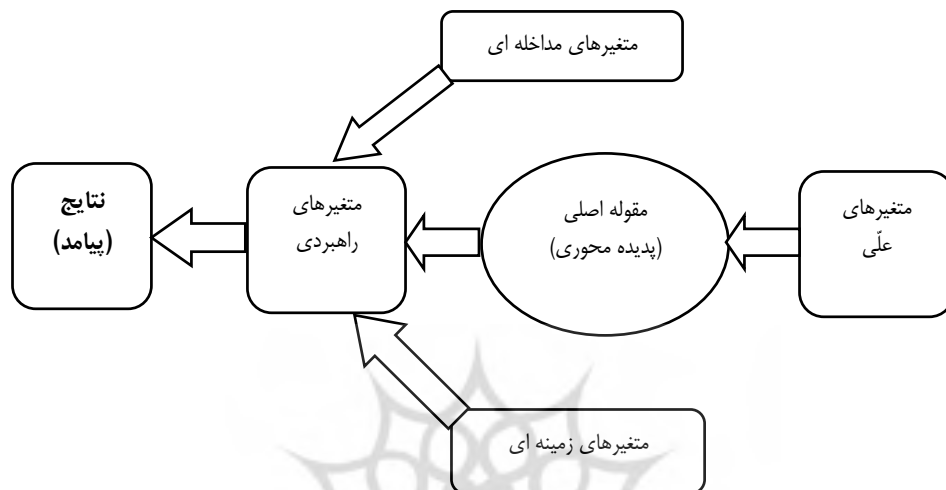 متغیرهای مداخله ای
متغیرهای
علّی
مقوله اصلی
(پدیده محوری)
متغیرهای
راهبردی
نتایج
(پیامد)
متغیرهای زمینه ای